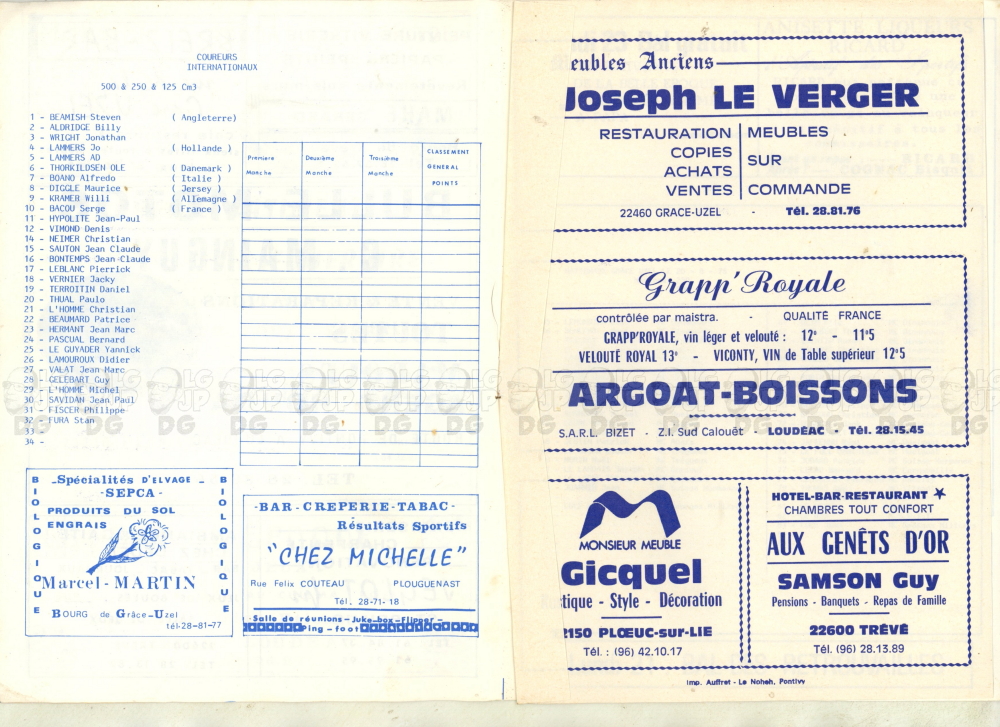 COUREURS
INTERNATIONAUX
500 & 250 & 125 Cm3
1 - BEAMISH Steven ( Angleterre)
2 - ALDRIDGE Billy
3 - WRIGHT Jonathan
4 - LAMMERS Jo ( Hollande )
5 - LAMMERS AD
6 - THORKILDSEN OLE ( Danemark )
7 - BOANO Alfredo ( Italie )
8 - DIGGLE Maurice ( Jersey )
9 - KRAMER Willi ( Allemagne )
10 - BACOU Serge ( France )
11 - HYPOLITE Jean-Paul
12 - VIMOND Denis
14 - NEIMER Christian
15 - SAUTON Jean Claude
16 - BONTEMPS Jean Claude
17 - LEBLANC Pierrick
18 - VERNIER Jacky
19 - TERROITIN Daniel
20 - THUAL Paulo
21 - L'HOMME Christian
22 - BEAUMARD Patrice
23 - HERMANT Jean Marc
24 - PASCUAL Bernard
25 - LE GUYADER Yannick
26 - LAMOUROUX Didier
27 - VALAT Jean Marc
28 - GELEBART Guy
29 - L'HOMME Michel
30 - SAVIDAN Jean Paul
31 - FISCER Philippe
32 - FURA Stan
33 -
34 -
Premiere Manche
Deuxième Manche
Troisième Manche
CLASSEMENT
GENERAL
POINTS
BIOLOGIQUE
Spécialités D'ELVAGE
-SEPCA-
PRODUITS DU SOL
ENGRAIS
Marcel-MARTIN
BOURG de Grâce-Uzel
tél-28-81-77
BIOLOGIQUE
-BAR-CREPERIE-TABAC-
Résultats Sportifs
"CHEZ MICHELLE"
Rue Felix COUTEAU PLOUGUENAST
Tél. 28-71-18
Salle de réunions-Juke-box-Flipper-
Ping-foot
eubles Anciens
Joseph LE VERGER
RESTAURATION
COPIES
ACHATS
VENTES
MEUBLES
SUR
COMMANDE
22460 GRACE-UZEL - Tél. 28.81.76
Grapp'Royale
contrôlée par maistra. - QUALITÉ FRANCE
GRAPP'ROYALE, vin léger et velouté : 12° - 11°5
VELOUTÉ ROYAL 13° - VICONTY, VIN de Table supérieur 12°5
ARGOAT-BOISSONS
S.A.R.L. BIZET - Z.I. Sud Calouêt - LOUDÉAC - Tél. 28.15.45
MONSIEUR MEUBLE
Gicquel
tique - Style - Décoration
2150 PLŒUC-sur-LIE
Tél. : (96) 42.10.17
HOTEL-BAR-RESTAURANT
CHAMBRES TOUT CONFORT
AUX GENÊTS D'OR
SAMSON Guy
Pensions - Banquets - Repas de Famille
22600 TRÉVÉ
Tél. (96) 28.13.89
Imp. Auffret - Le Noheh, Pontivy